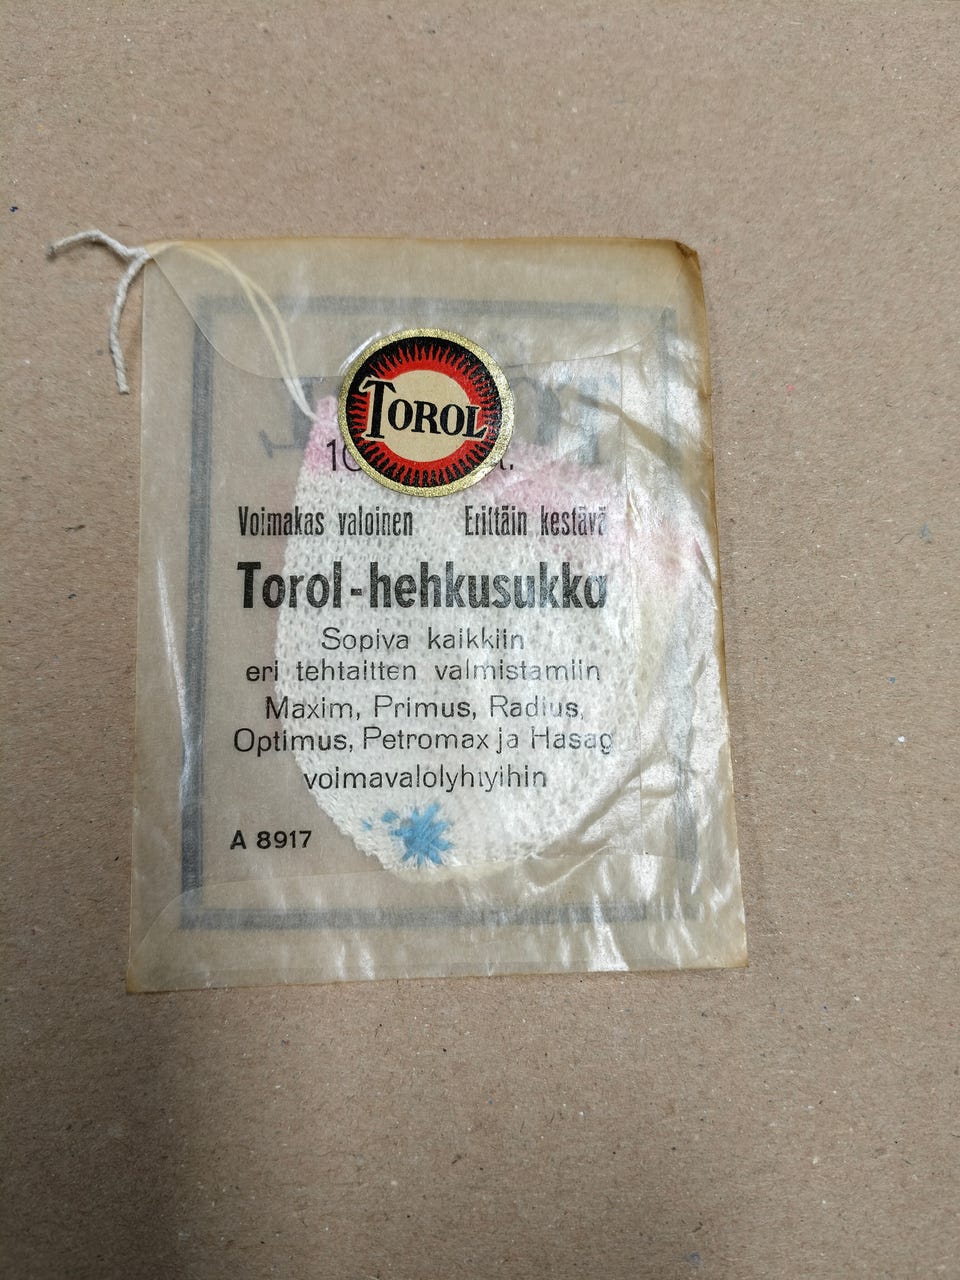 TOROL
Voimakas valoinen Erittäin kestävä
Torol-hehkusukka
Sopiva kaikkiin
eri tehtaitten valmistamiin
Maxim, Primus, Radius,
Optimus, Petromax ja Hasag
voimavalolyhtyihin
A 8917